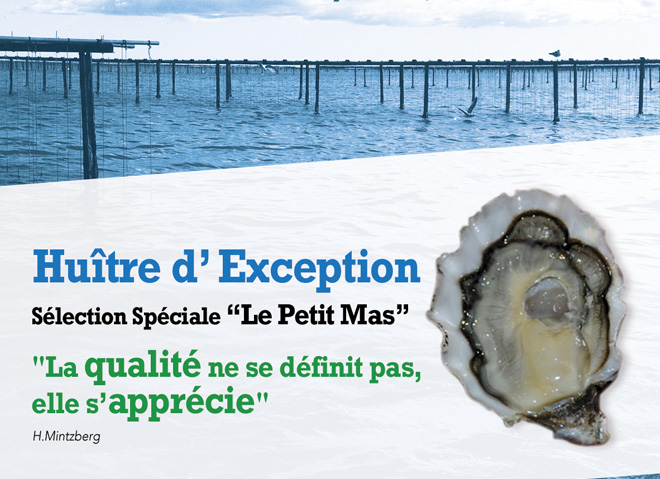 Huître d’ Exception
Sélection Spéciale “Le Petit Mas”
"La qualité ne se définit pas,
elle s’apprécie"
H.Mintzberg